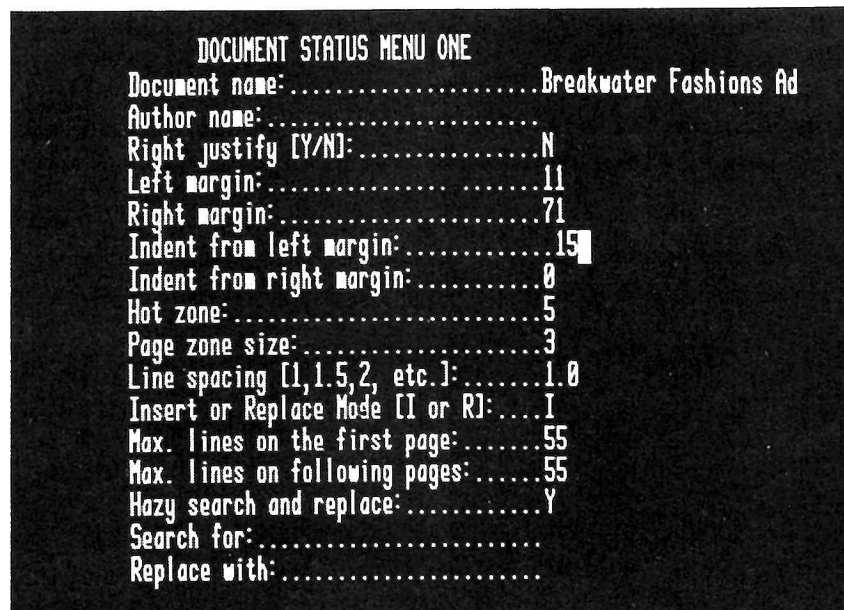 DOCUMENT STATUS MENU ONE
Document name:......................Breakwater Fashions Ad
Author name:........................
Right justify [Y/N]:................N
Left margin:................ .......11
Right margin:.......................71
Indent from left margin:.............15
Indent from right margin:...........0
Hot zone:...........................5
Page zone size:.....................3
Line spacing [1,1.5,2, etc.]:.......1.0
Insert or Replace Mode [I or R]:....I
Max. lines on the first page:.......55
Max. lines on following pages:......55
Hazy search and replace:............Y
Search for:.........................
Replace with:.......................